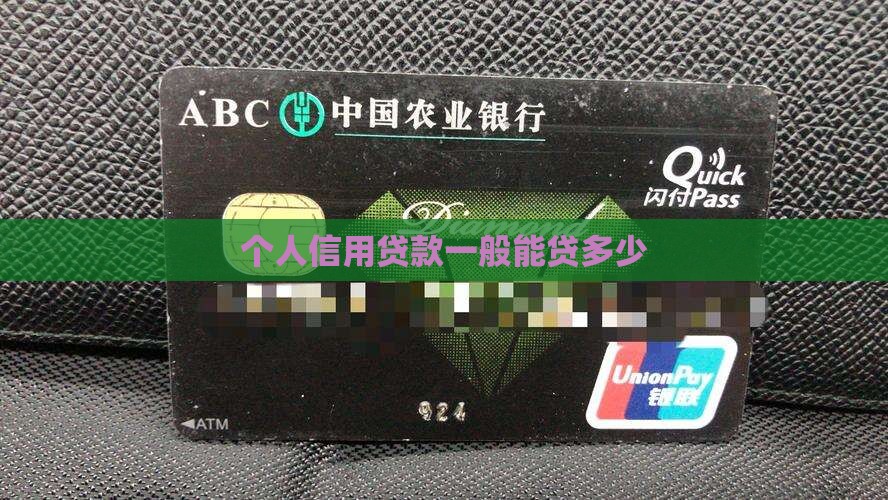 ABC 中国农业银行
Quick
闪付Pass
Diamond
个人信用贷款一般能贷多少
UnionPay
银联
924
ATM